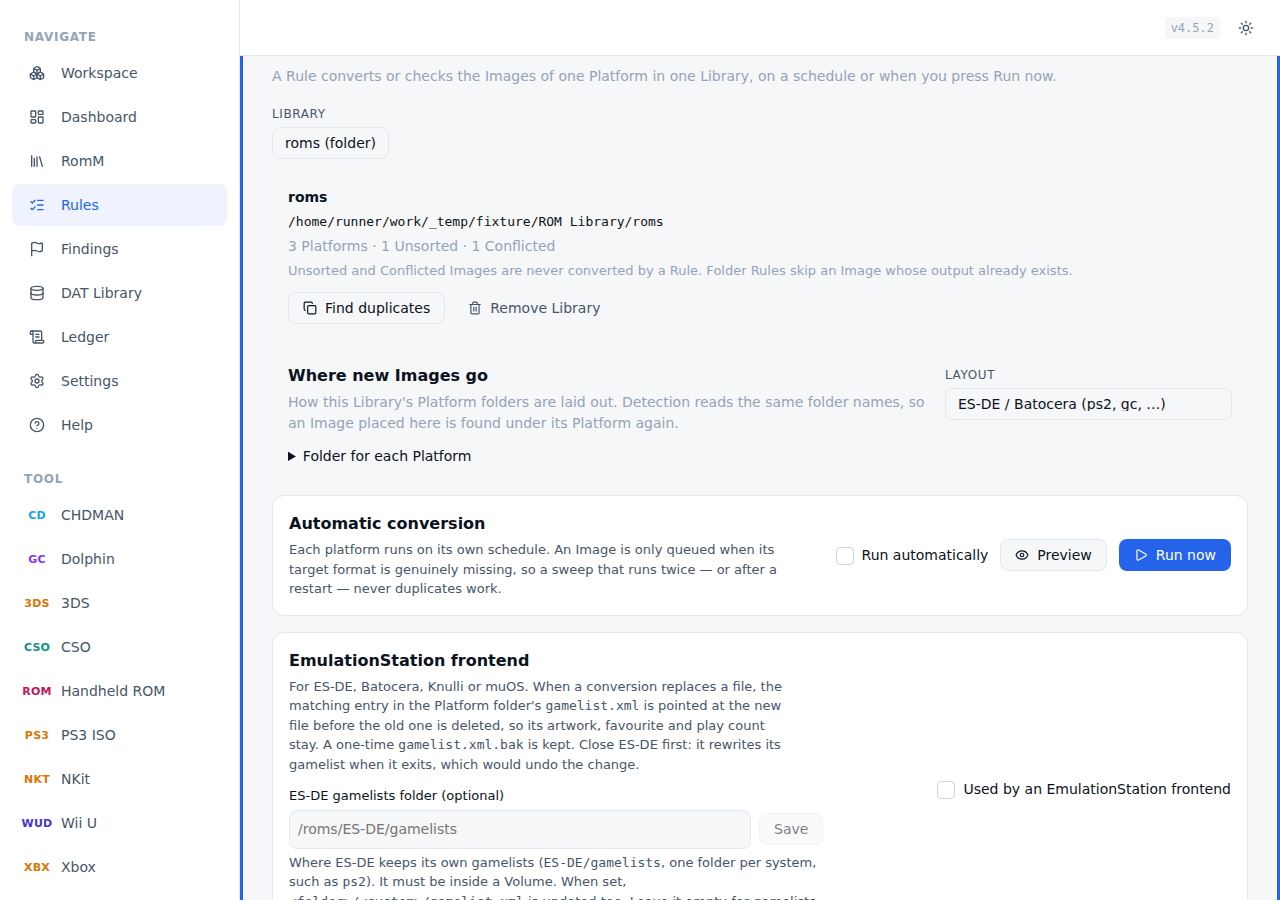 NAVIGATE
Workspace
Dashboard
RomM
Rules
Findings
DAT Library
Ledger
Settings
Help
TOOL
CD CHDMAN
GC Dolphin
3DS 3DS
CSO CSO
ROM Handheld ROM
PS3 PS3 ISO
NKT NKit
WUD Wii U
XBX Xbox
v4.5.2
A Rule converts or checks the Images of one Platform in one Library, on a schedule or when you press Run now.
LIBRARY
roms (folder)
roms
/home/runner/work/_temp/fixture/ROM Library/roms
3 Platforms · 1 Unsorted · 1 Conflicted
Unsorted and Conflicted Images are never converted by a Rule. Folder Rules skip an Image whose output already exists.
Find duplicates
Remove Library
Where new Images go
How this Library's Platform folders are laid out. Detection reads the same folder names, so
an Image placed here is found under its Platform again.
LAYOUT
ES-DE / Batocera (ps2, gc, …)
Folder for each Platform
Automatic conversion
Each platform runs on its own schedule. An Image is only queued when its
target format is genuinely missing, so a sweep that runs twice — or after a
restart — never duplicates work.
Run automatically
Preview
Run now
EmulationStation frontend
For ES-DE, Batocera, Knulli or muOS. When a conversion replaces a file, the
matching entry in the Platform folder's gamelist.xml is pointed at the new
file before the old one is deleted, so its artwork, favourite and play count
stay. A one-time gamelist.xml.bak is kept. Close ES-DE first: it rewrites its
gamelist when it exits, which would undo the change.
ES-DE gamelists folder (optional)
/roms/ES-DE/gamelists
Save
Used by an EmulationStation frontend
Where ES-DE keeps its own gamelists (ES-DE/gamelists, one folder per system,
such as ps2). It must be inside a Volume. When set,